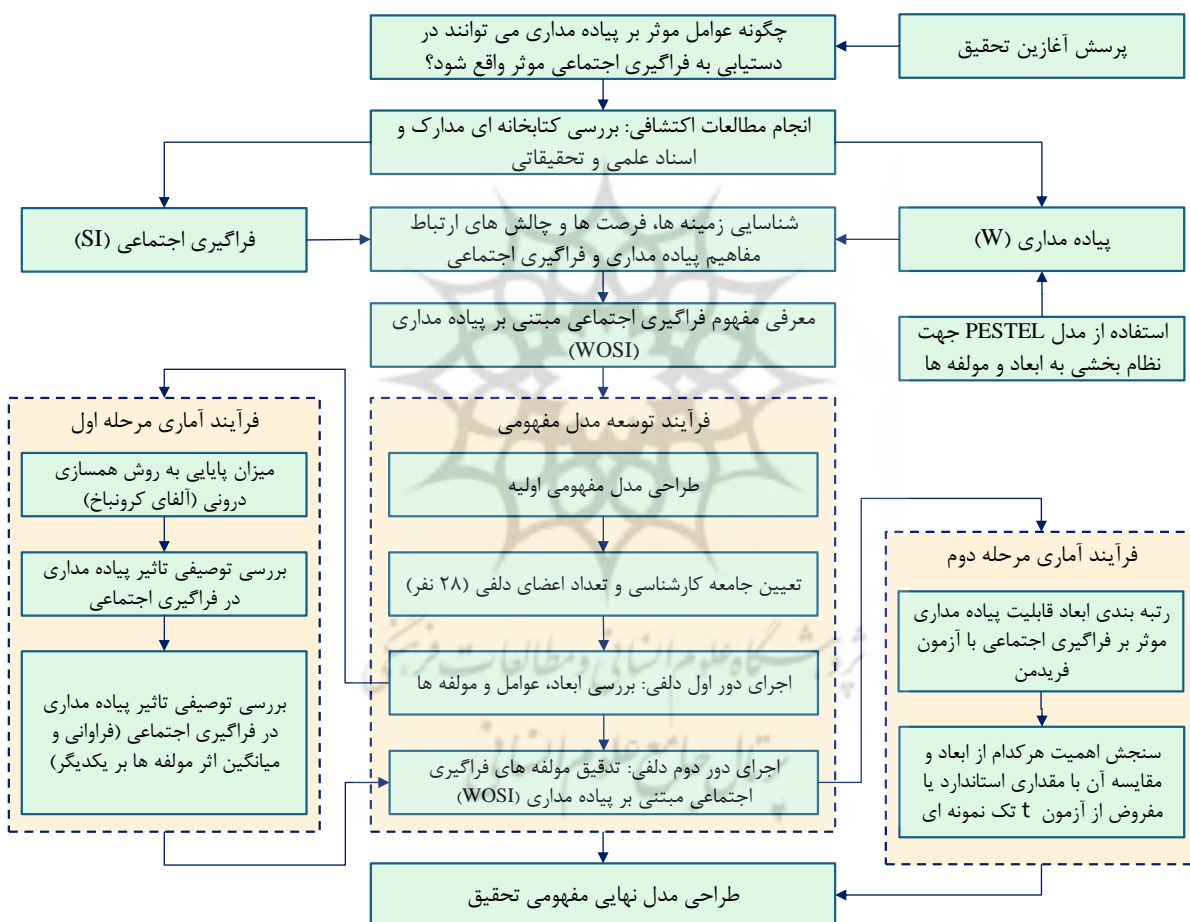 چگونه عوامل موثر بر پیاده مداری می توانند در
دستیابی به فراگیری اجتماعی موثر واقع شود؟
پرسش آغازین تحقیق
انجام مطالعات اکتشافی: بررسی کتابخانه ای مدارک و
اسناد علمی و تحقیقاتی
پیاده مداری (W)
شناسایی زمینه ها، فرصت ها و چالش های ارتباط
مفاهیم پیاده مداری و فراگیری اجتماعی
فراگیری اجتماعی (SI)
استفاده از مدل PESTEL جهت
نظام بخشی به ابعاد و مولفه ها
معرفی مفهوم فراگیری اجتماعی مبتنی بر پیاده مداری
(WOSI)
فرآیند توسعه مدل مفهومی
طراحی مدل مفهومی اولیه
تعیین جامعه کارشناسی و تعداد اعضای دلفی (۲۸ نفر)
اجرای دور اول دلفی: بررسی ابعاد، عوامل و مولفه ها
اجرای دور دوم دلفی: تدقیق مولفه های فراگیری
اجتماعی مبتنی بر پیاده مداری (WOSI)
فرآیند آماری مرحله اول
میزان پایایی به روش همسازی
درونی (آلفای کرونباخ)
بررسی توصیفی تاثیر پیاده مداری
در فراگیری اجتماعی
بررسی توصیفی تاثیر پیاده مداری
در فراگیری اجتماعی (فراوانی و
میانگین اثر مولفه ها بر یکدیگر)
فرآیند آماری مرحله دوم
رتبه بندی ابعاد قابلیت پیاده مداری
موثر بر فراگیری اجتماعی با آزمون
فریدمن
سنجش اهمیت هرکدام از ابعاد و
مقایسه آن با مقداری استاندارد یا
مفروض از آزمون t تک نمونه ای
طراحی مدل نهایی مفهومی تحقیق
پژوهشگاه علوم انسانی و مطالعات فرهنگی
پرتال جامع علوم انسانی